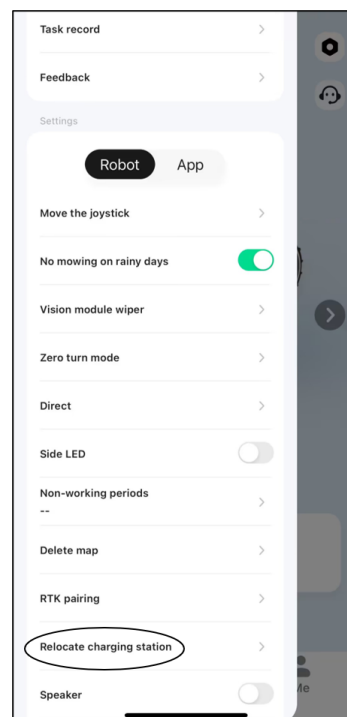 Task record
Feedback
Settings
Robot App
Move the joystick
No mowing on rainy days
Vision module wiper
Zero turn mode
Direct
Side LED
Non-working periods
--
Delete map
RTK pairing
Relocate charging station
Speaker